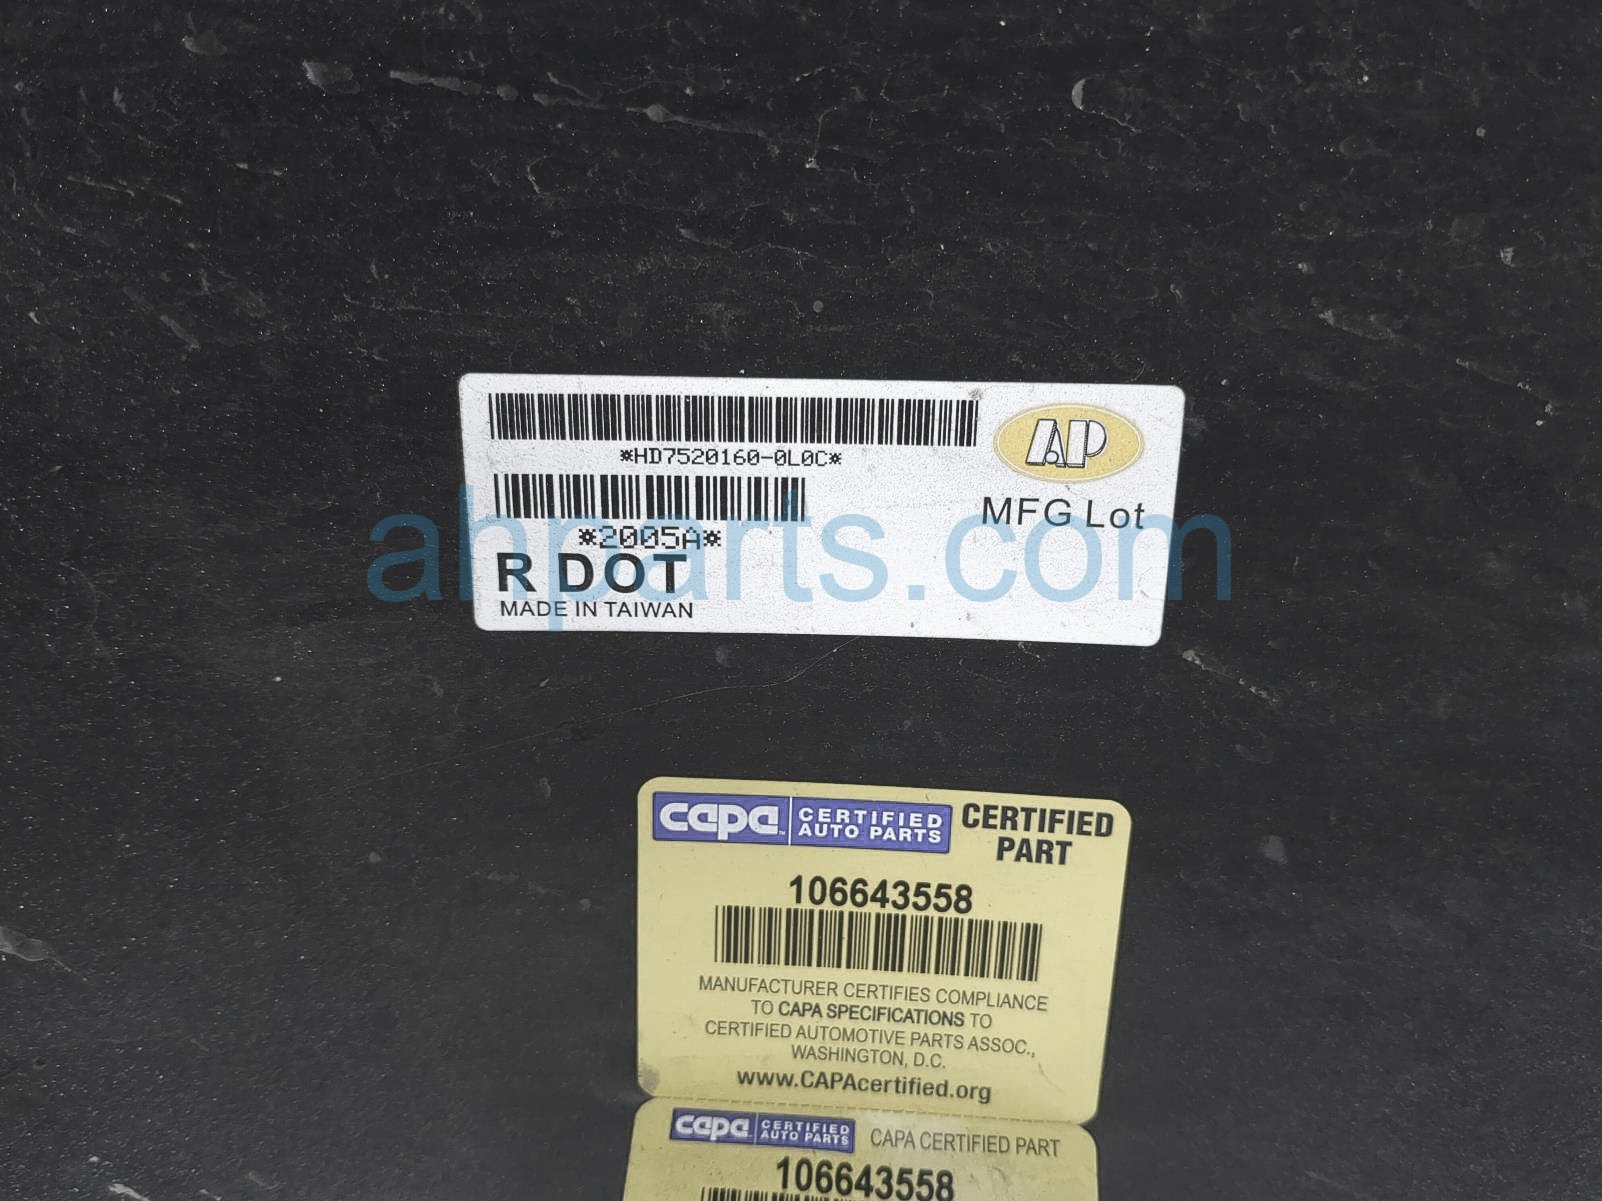 *HD7520160-0L0C*
AP
MFG Lot
*2005A*
R DOT
MADE IN TAIWAN
ahparts.com
capa™ CERTIFIED AUTO PARTS
CERTIFIED PART
106643558
MANUFACTURER CERTIFIES COMPLIANCE
TO CAPA SPECIFICATIONS TO
CERTIFIED AUTOMOTIVE PARTS ASSOC.,
WASHINGTON, D.C.
www.CAPAcertified.org
capa CERTIFIED AUTO PARTS
CAPA CERTIFIED PART
106643558